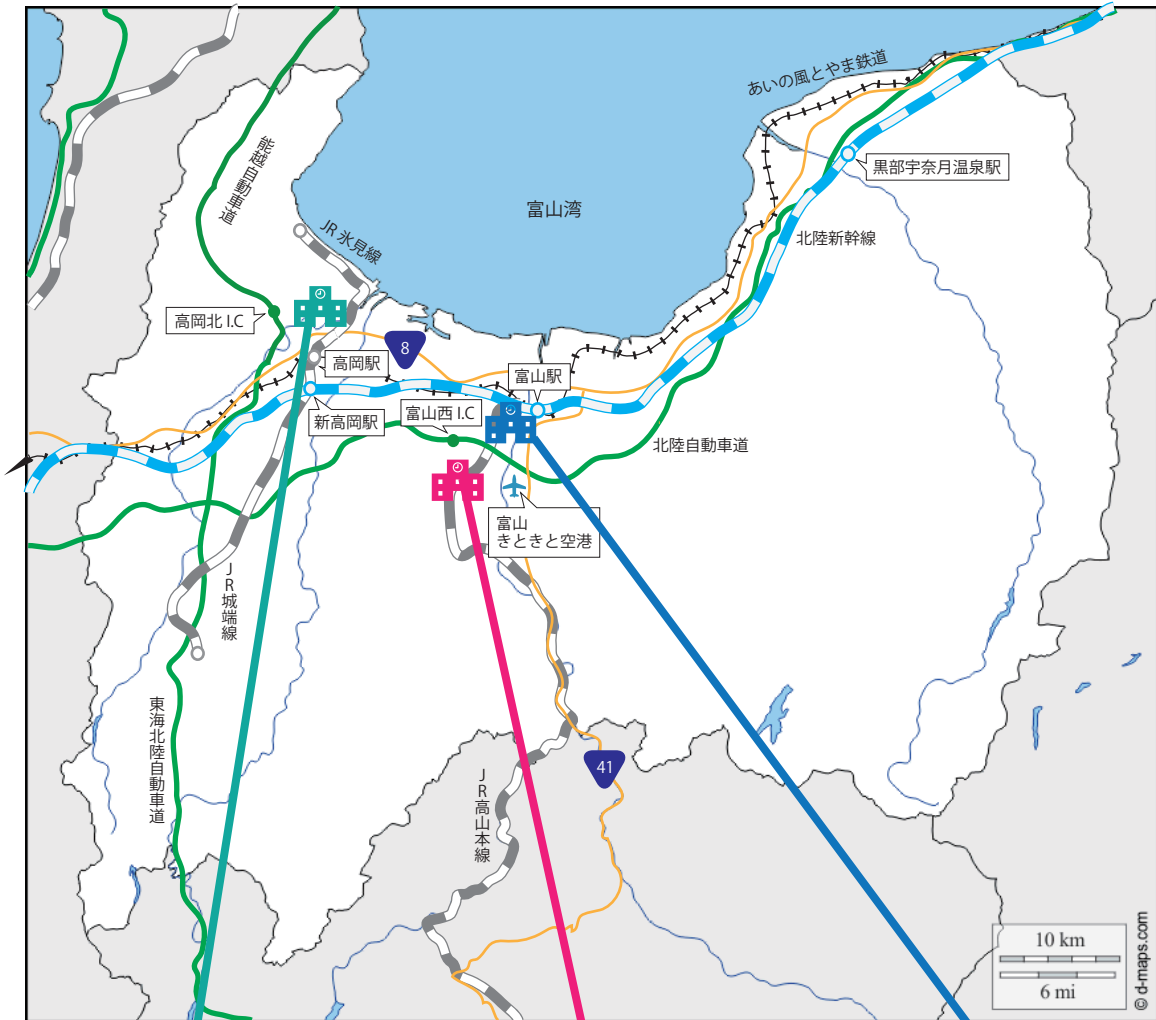 あいの風とやま鉄道
能越自動車道
黒部宇奈月温泉駅
富山湾
JR 氷見線
北陸新幹線
高岡北 I.C
8
高岡駅
富山駅
新高岡駅
富山西 I.C
北陸自動車道
富山
きときと空港
JR城端線
東海北陸自動車道
41
JR高山本線
10 km
6 mi
© d-maps.com